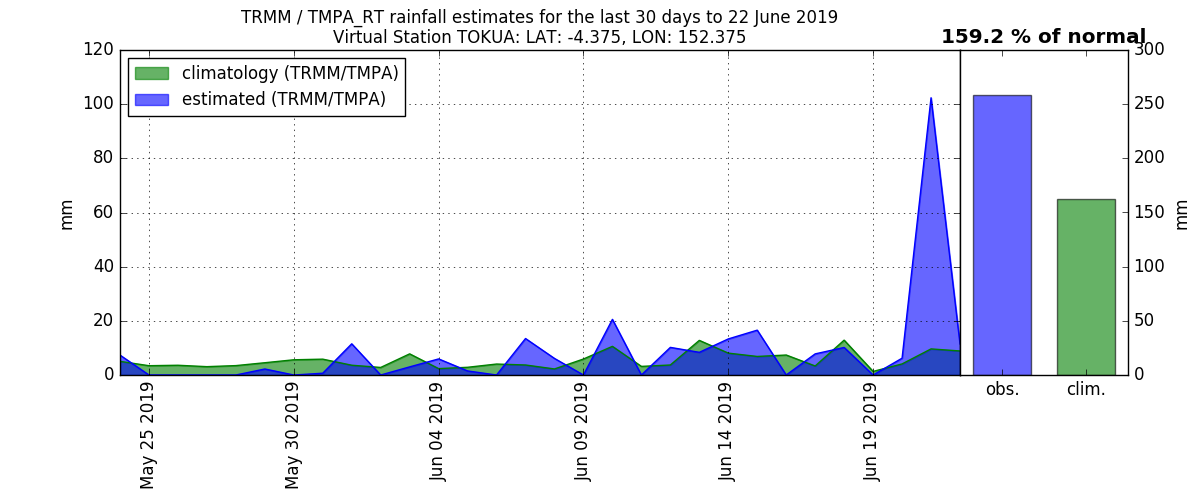 TRMM / TMPA_RT rainfall estimates for the last 30 days to 22 June 2019
Virtual Station TOKUA: LAT: -4.375, LON: 152.375
159.2 % of normal
climatology (TRMM/TMPA)
estimated (TRMM/TMPA)
120
100
80
60
40
20
0
mm
May 25 2019
May 30 2019
Jun 04 2019
Jun 09 2019
Jun 14 2019
Jun 19 2019
300
250
200
150
100
50
0
mm
obs.
clim.